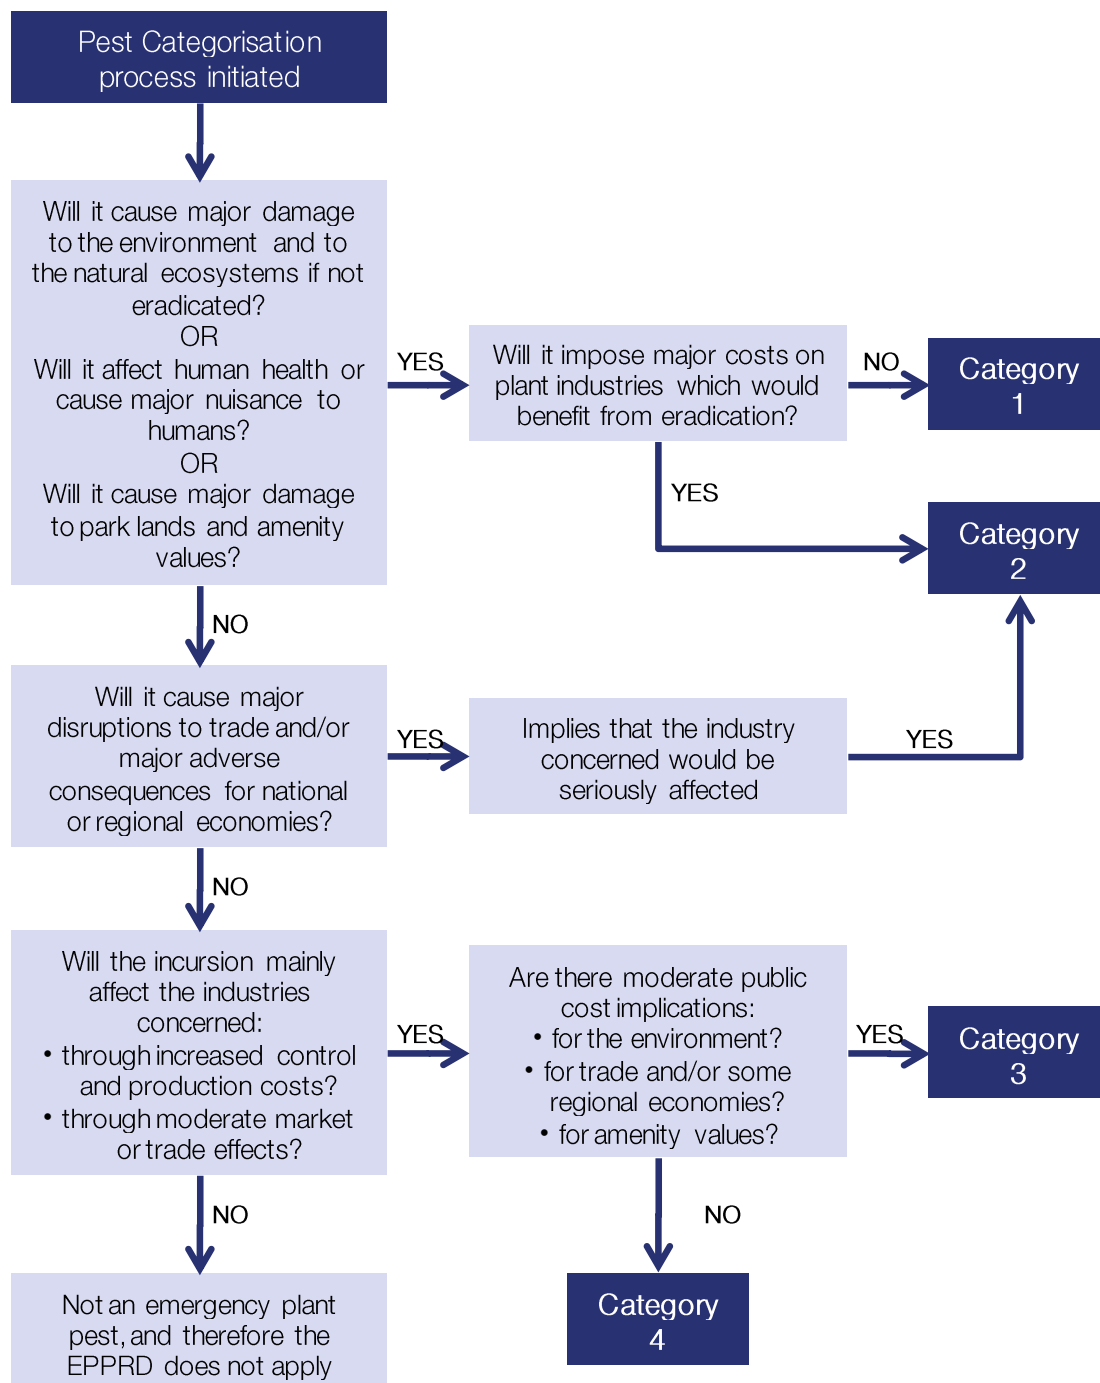 Pest Categorisation
process initiated
Will it cause major damage
to the environment and to
the natural ecosystems if not
eradicated?
OR
Will it affect human health or
cause major nuisance to
humans?
OR
Will it cause major damage
to park lands and amenity
values?
YES
Will it impose major costs on
plant industries which would
benefit from eradication?
NO
Category
1
YES
Category
2
NO
Will it cause major
disruptions to trade and/or
major adverse
consequences for national
or regional economies?
YES
Implies that the industry
concerned would be
seriously affected
YES
NO
Will the incursion mainly
affect the industries
concerned:
• through increased control
and production costs?
• through moderate market
or trade effects?
YES
Are there moderate public
cost implications:
• for the environment?
• for trade and/or some
regional economies?
• for amenity values?
YES
Category
3
NO
NO
Not an emergency plant
pest, and therefore the
EPPRD does not apply
Category
4